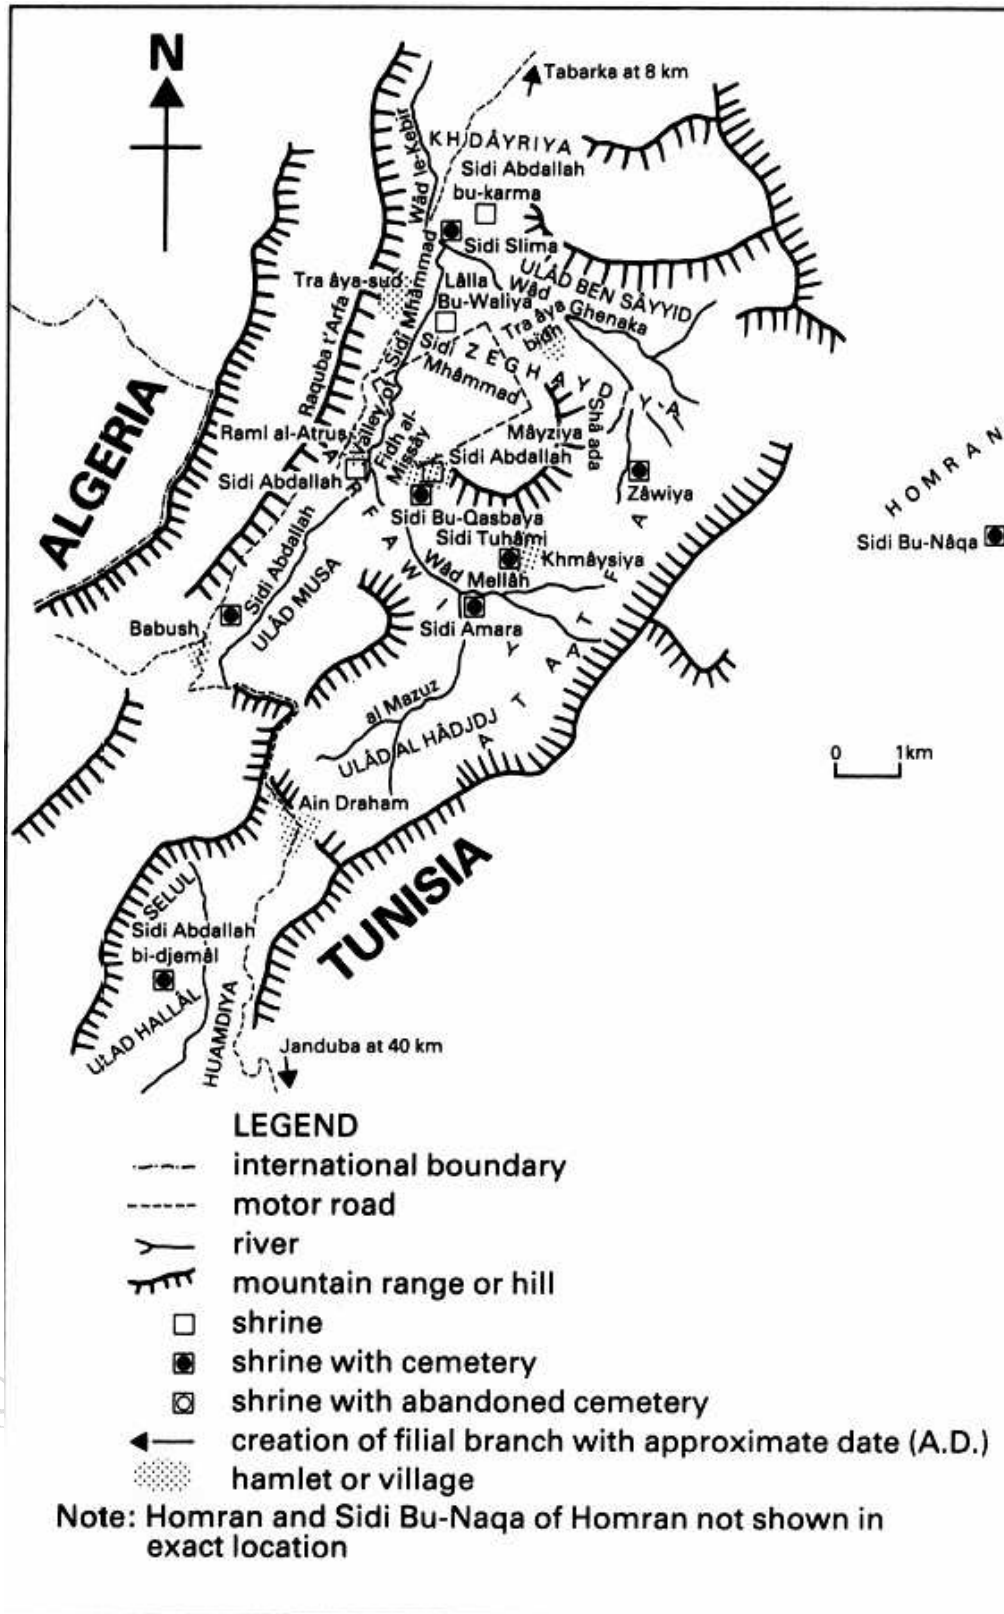 N
Tabarka at 8 km
KHDÂYRIYA
Wâd le-Kebir
Sidi Abdallah
bu-karma
Sidi Slima
ULÂD BEN SÂYYID
Wâd Ghenaka
Tra âya-sud
Lâlla
Bu-Waliya
Tra âya
bidh
Valley of Sidi Mhâmmad
Raquba t'Arfa
Sidi
Mhâmmad
ZEGHAYDIY-A
ALGERIA
Raml al-Atrus
Fidh al-
Missây
Mâyziya
Shâ ada
Sidi Abdallah
Sidi Abdallah
Zâwiya
HOMRAN
Sidi Bu-Nâqa
Sidi Bu-Qasbaya
Sidi Tuhâmi
Khmâysiya
ARFAWIYA
Wâd
Mellâh
Sidi Abdallah
ULÂD MUSA
Sidi Amara
Babush
ATATFA
al Mazuz
ULÂD AL HÂDJDJ
0 1km
Ain Draham
TUNISIA
SELUL
Sidi Abdallah
bi-djemâl
ULAD HALLÂL
HUAMDIYA
Janduba at 40 km
LEGEND
international boundary
motor road
river
mountain range or hill
shrine
shrine with cemetery
shrine with abandoned cemetery
creation of filial branch with approximate date (A.D.)
hamlet or village
Note: Homran and Sidi Bu-Naqa of Homran not shown in
exact location